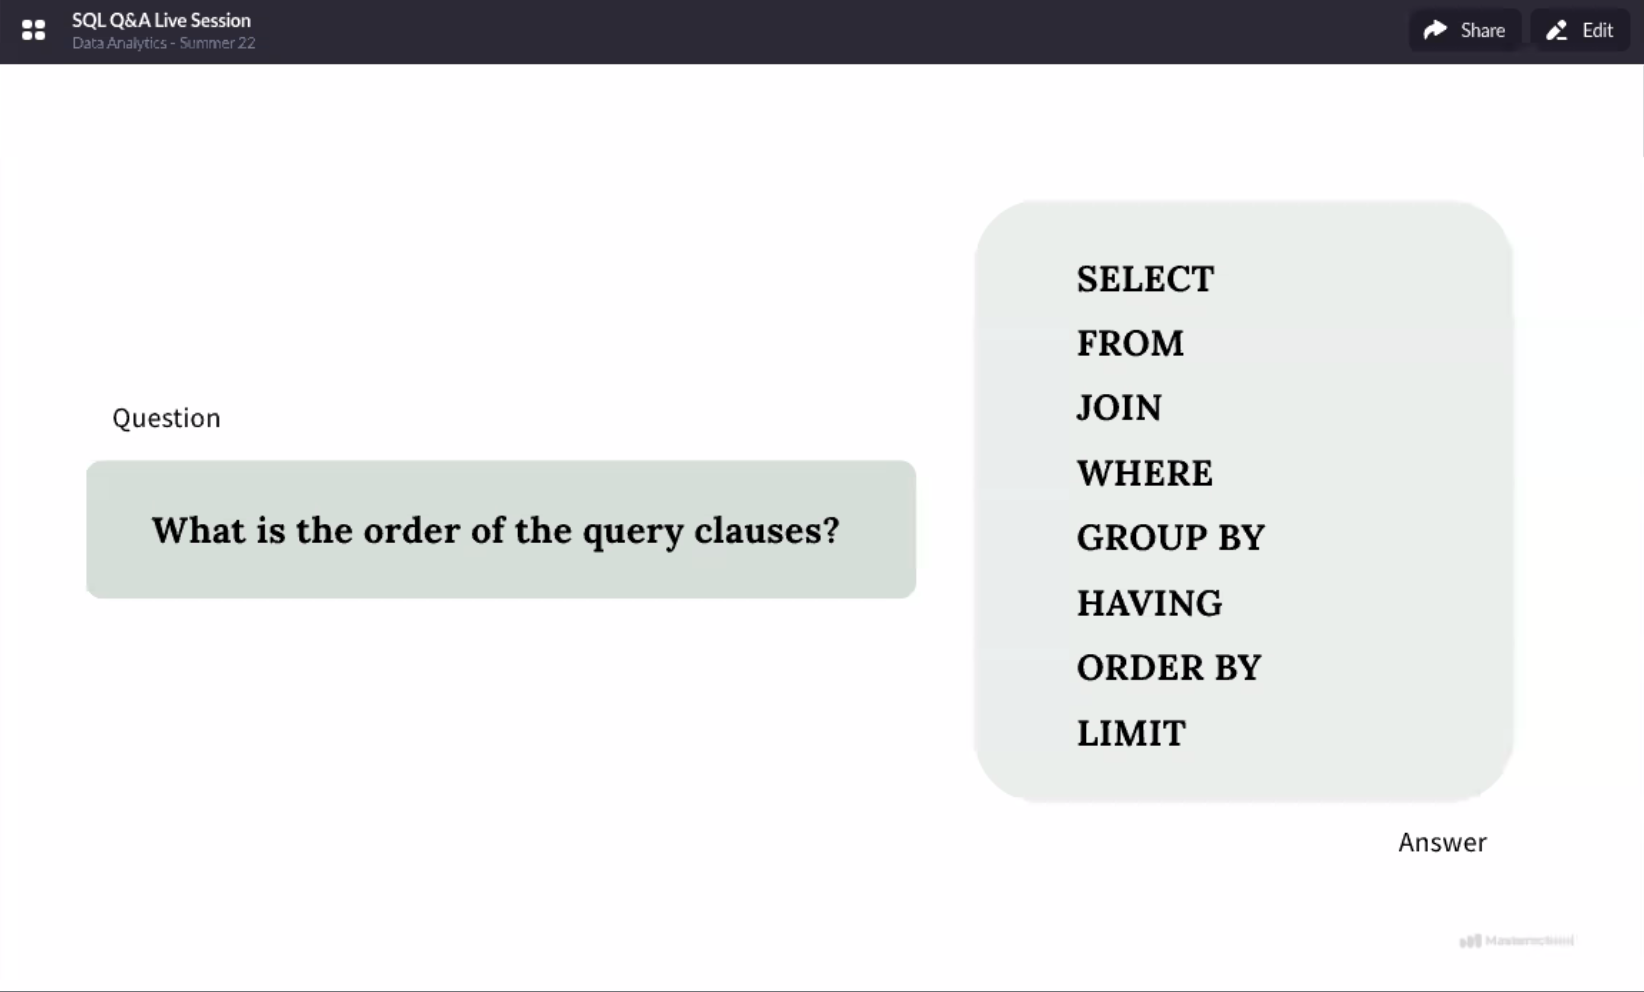 SQL Q&A Live Session
Data Analytics - Summer 22
Share
Edit
Question
What is the order of the query clauses?
SELECT
FROM
JOIN
WHERE
GROUP BY
HAVING
ORDER BY
LIMIT
Answer